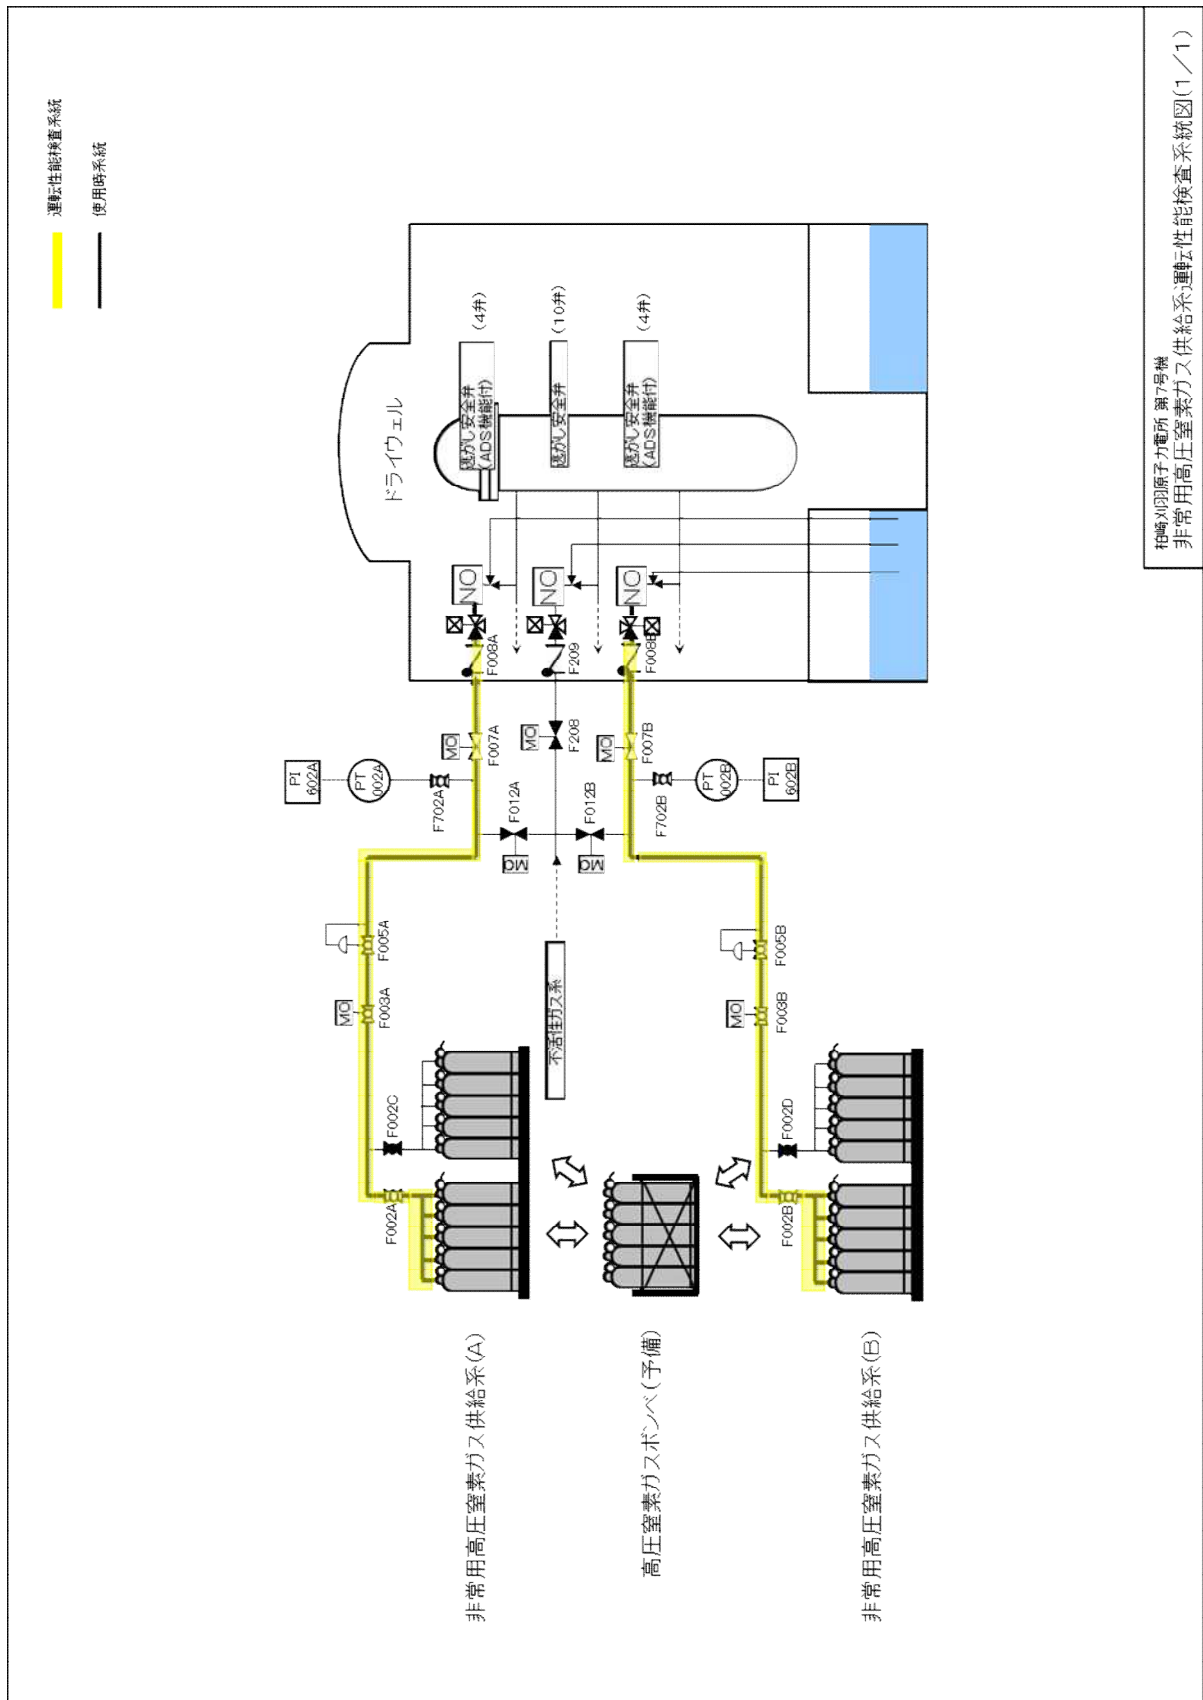 運転性能検査系統
使用時系統
ドライウェル
逃がし安全弁
(ADS機能付)
(4弁)
逃がし安全弁
(10弁)
逃がし安全弁
(ADS機能付)
(4弁)
NO
NO
NO
F008A
F209
F008B
MO
F007A
MO
F208
MO
F007B
PI
602A
PT
002A
F702A
F702B
PT
002B
PI
602B
F012A
MO
F012B
MO
F005A
MO
F003A
F005B
MO
F003B
不活性ガス系
F002C
F002A
F002D
F002B
非常用高圧窒素ガス供給系(A)
高圧窒素ガスボンベ(予備)
非常用高圧窒素ガス供給系(B)
柏崎刈羽原子力電所 第7号機
非常用高圧窒素ガス供給系運転性能検査系統図(1/1)